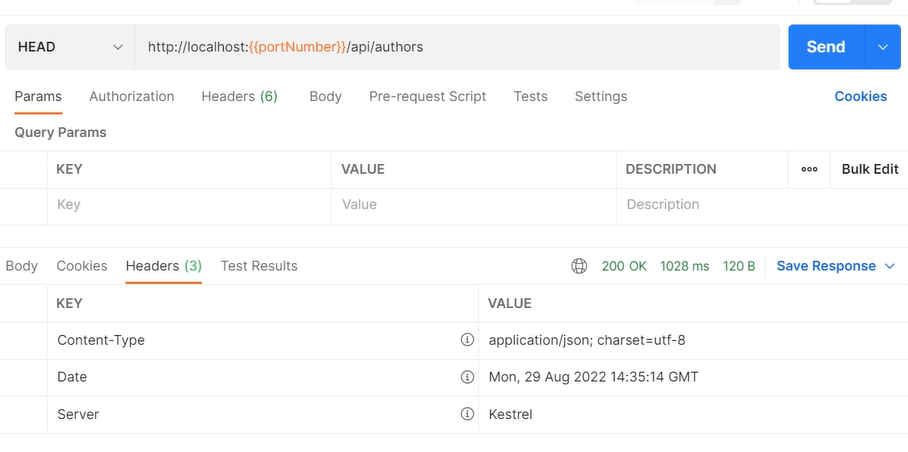 HEAD http://localhost:{{portNumber}}/api/authors Send
Params Authorization Headers (6) Body Pre-request Script Tests Settings Cookies
Query Params
KEY VALUE DESCRIPTION ooo Bulk Edit
Key Value Description
Body Cookies Headers (3) Test Results 200 OK 1028 ms 120 B Save Response
KEY VALUE
Content-Type application/json; charset=utf-8
Date Mon, 29 Aug 2022 14:35:14 GMT
Server Kestrel